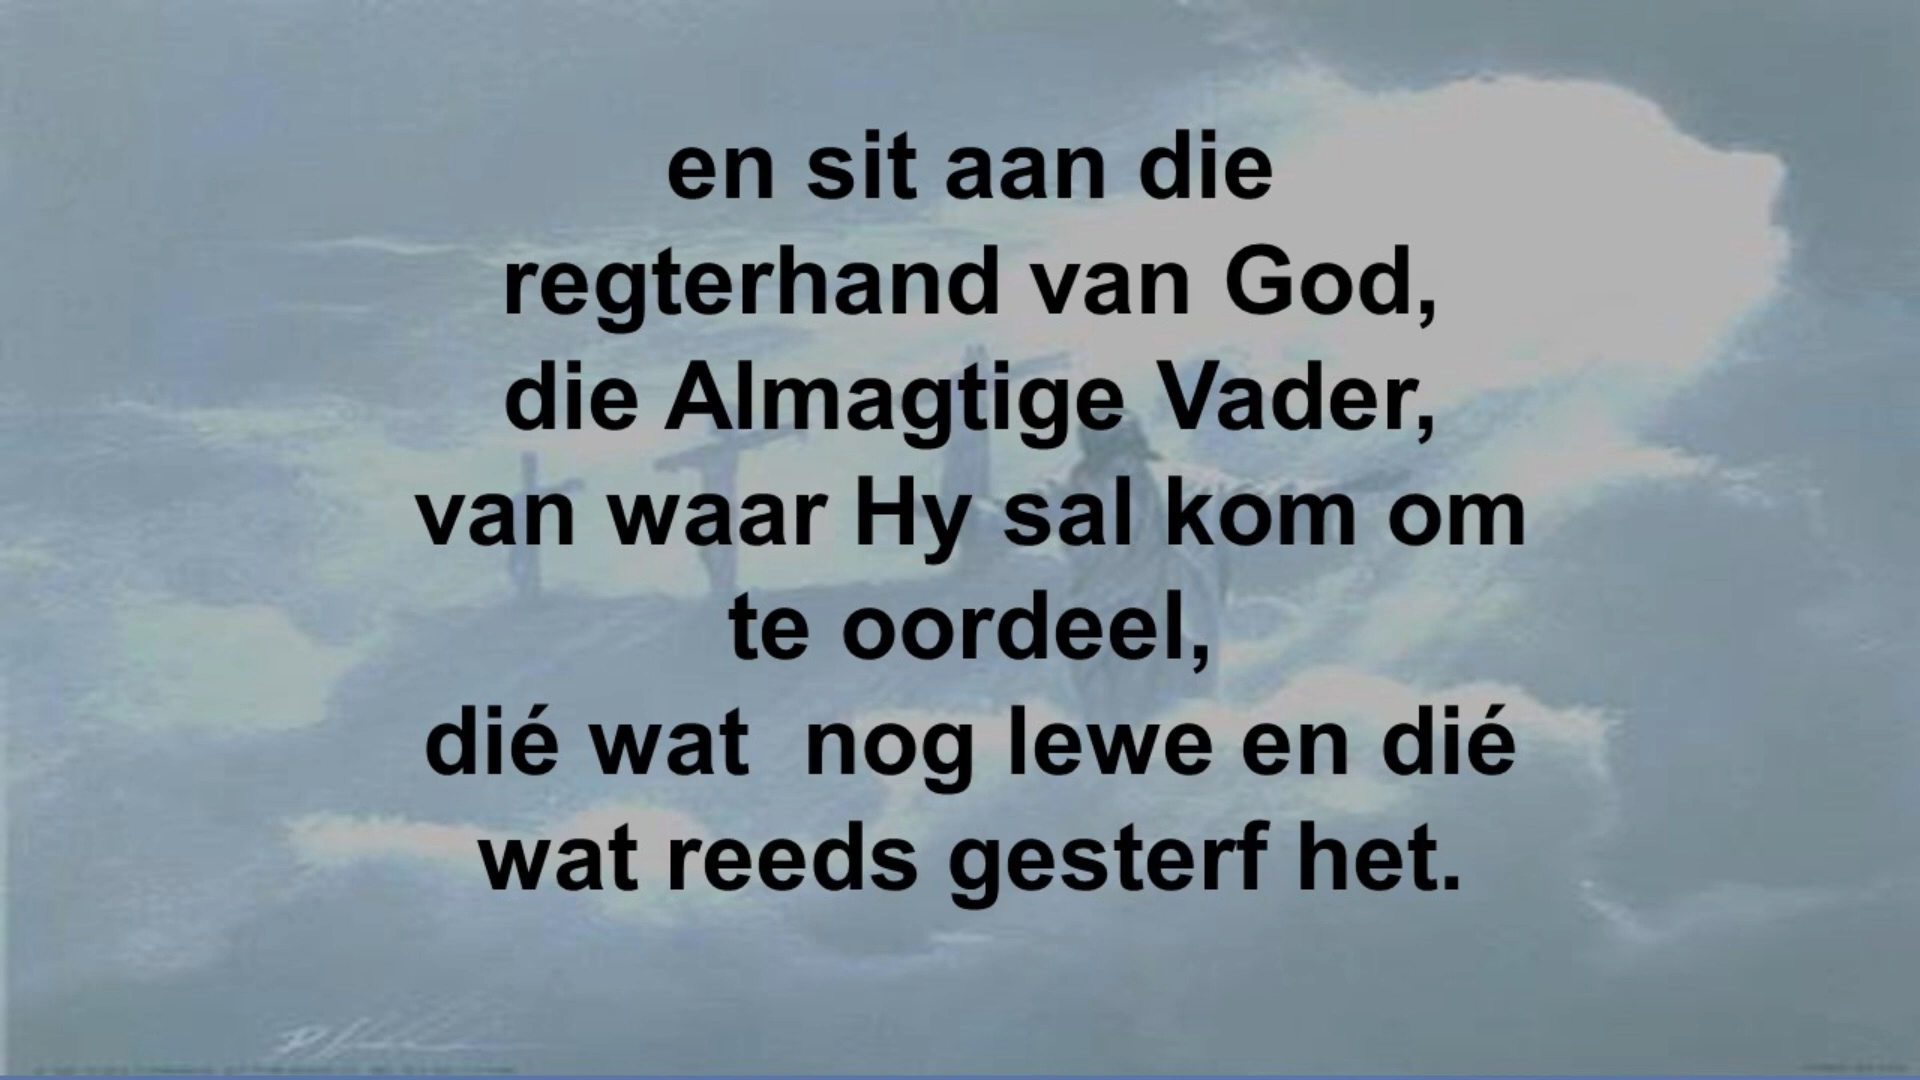 en sit aan die
regterhand van God,
die Almagtige Vader,
van waar Hy sal kom om
te oordeel,
dié wat  nog lewe en dié
wat reeds gesterf het.